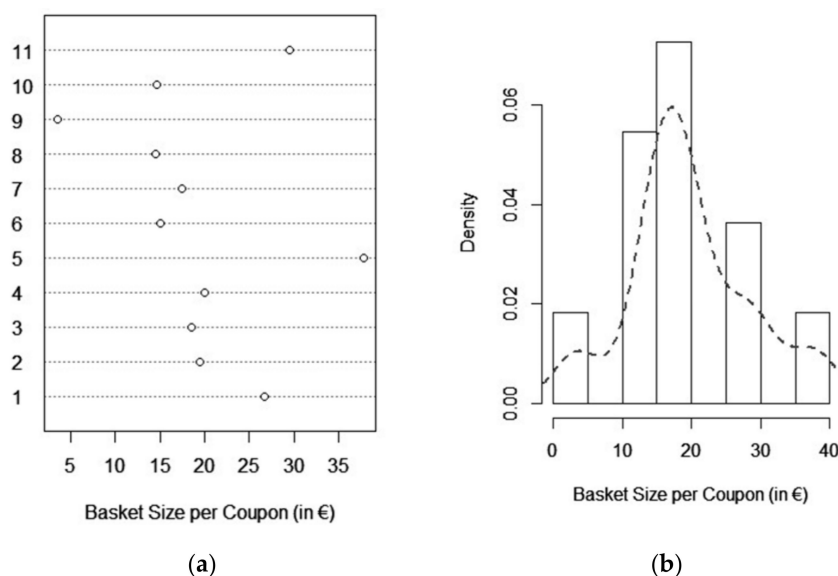 11
10
9
8
7
6
5
4
3
2
1
5 10 15 20 25 30 35
Basket Size per Coupon (in €)
(a)
Density
0.00 0.02 0.04 0.06
0 10 20 30 40
Basket Size per Coupon (in €)
(b)